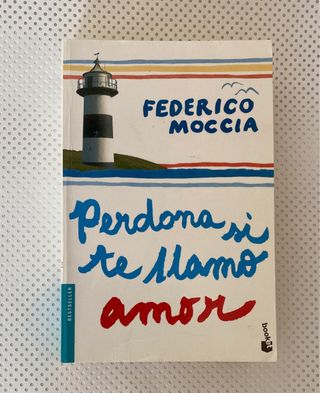 FEDERICO
MOCCIA
Perdona si
te llamo
amor
BESTSELLER
booket